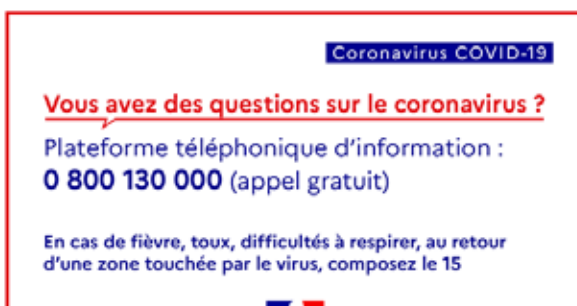 Coronavirus COVID-19
Vous avez des questions sur le coronavirus ?
Plateforme téléphonique d'information :
0 800 130 000 (appel gratuit)
En cas de fièvre, toux, difficultés à respirer, au retour
d'une zone touchée par le virus, composez le 15